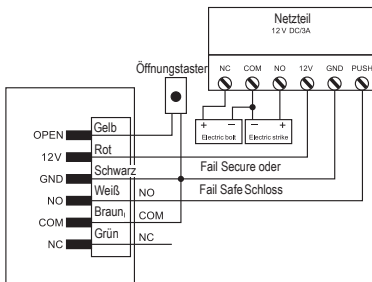 Netzteil
12 V DC/3A
NC COM NO 12V GND PUSH
Öffnungstaster
+ − − +
Electric bolt Electric strike
OPEN Gelb
12V Rot
GND Schwarz
Fail Secure oder
NO Weiß NO
Fail Safe Schloss
COM Braun COM
NC Grün NC